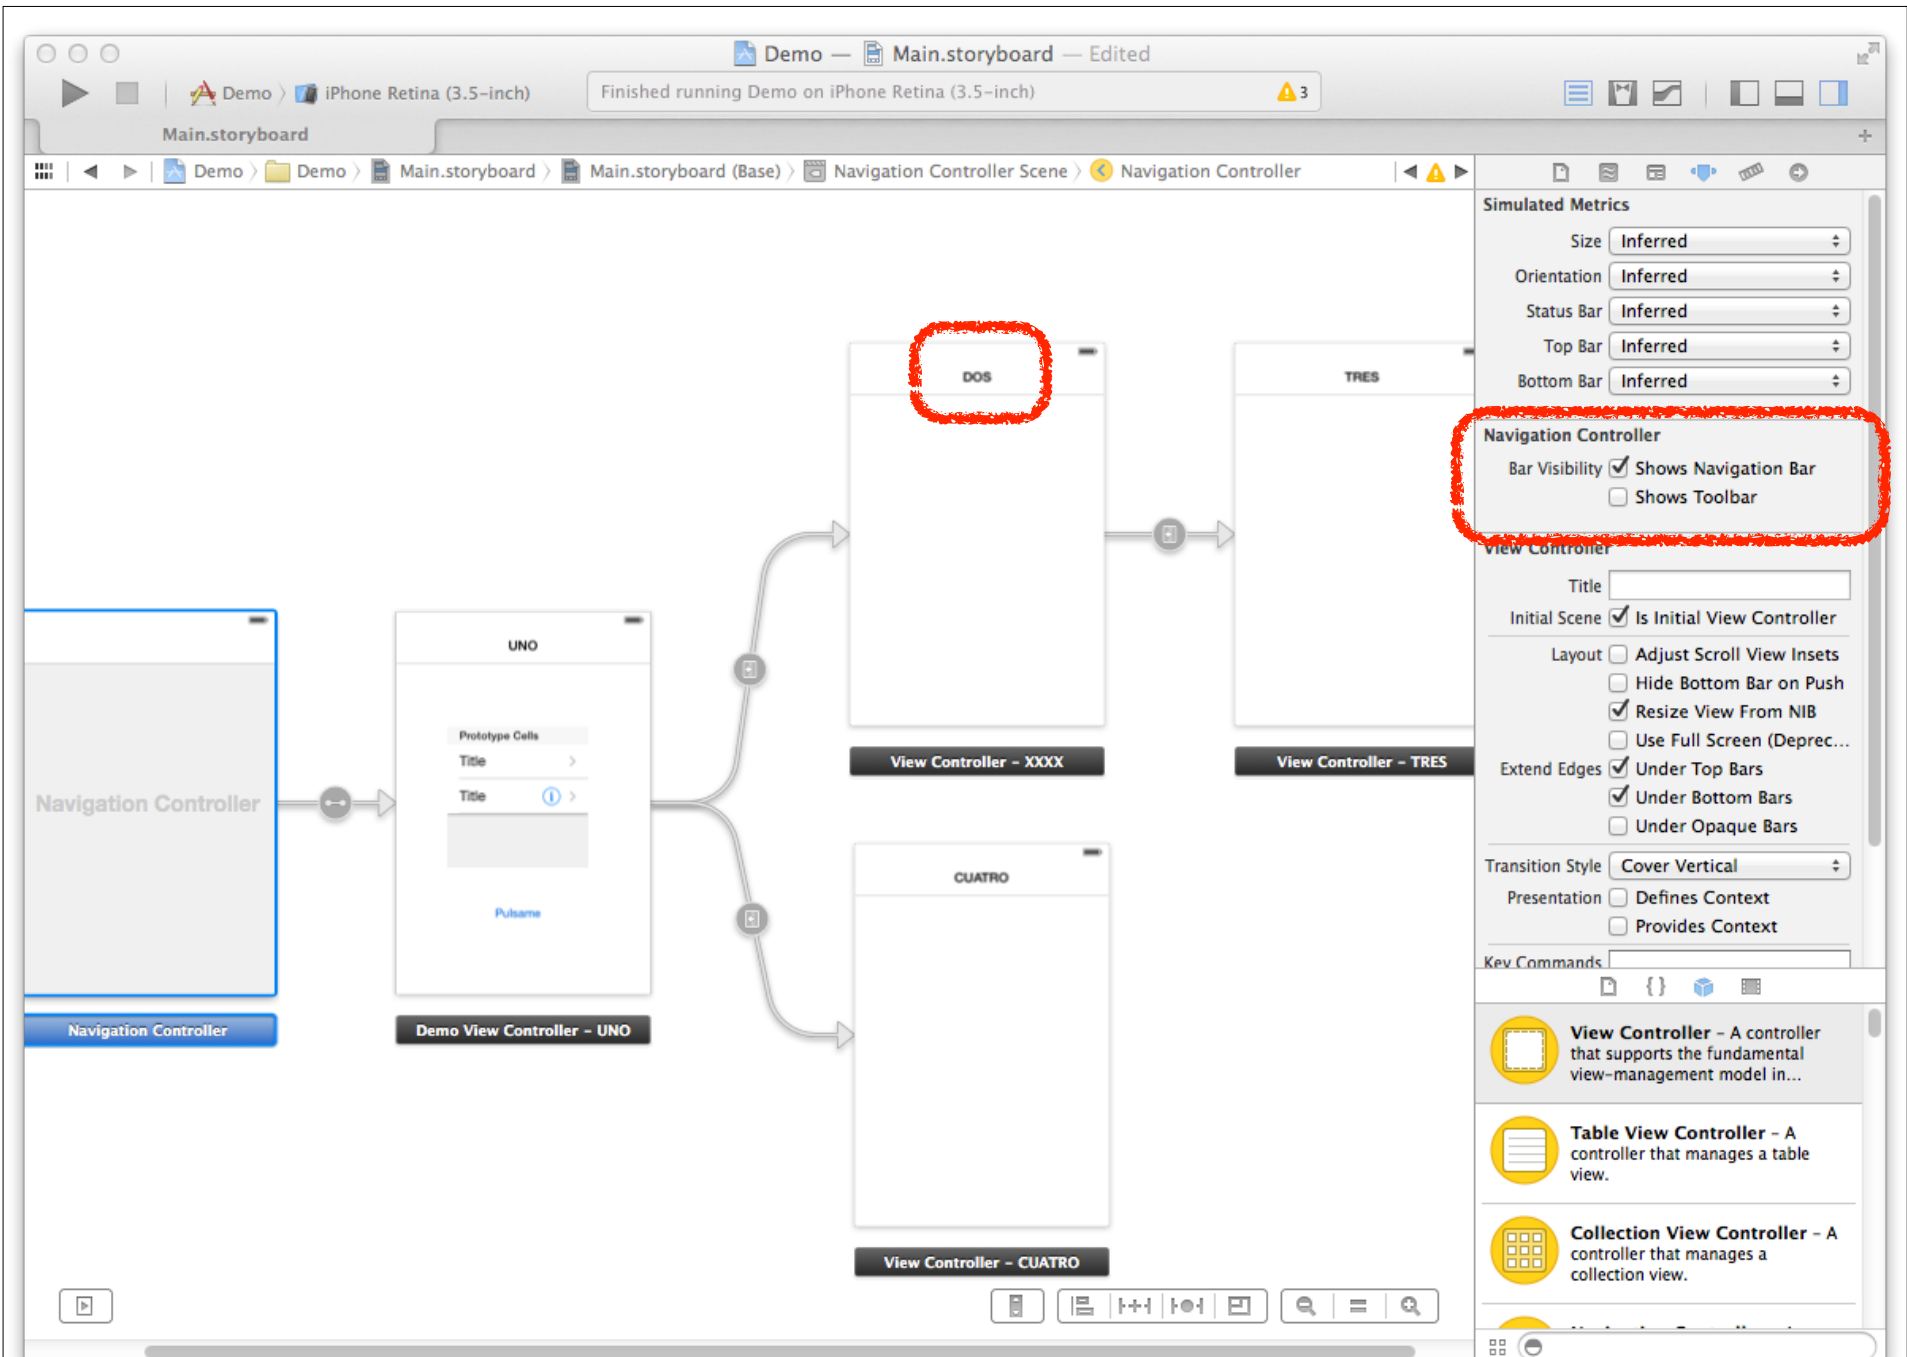 Demo — Main.storyboard — Edited
Demo 〉 iPhone Retina (3.5-inch)
Finished running Demo on iPhone Retina (3.5-inch)
3
Main.storyboard
+
Demo 〉 Demo 〉 Main.storyboard 〉 Main.storyboard (Base) 〉 Navigation Controller Scene 〉 Navigation Controller
Navigation Controller
Navigation Controller
UNO
Prototype Cells
Title
Title
Pulsame
Demo View Controller – UNO
DOS
View Controller – XXXX
TRES
View Controller – TRES
CUATRO
View Controller – CUATRO
Simulated Metrics
Size Inferred
Orientation Inferred
Status Bar Inferred
Top Bar Inferred
Bottom Bar Inferred
Navigation Controller
Bar Visibility Shows Navigation Bar
Shows Toolbar
View Controller
Title
Initial Scene Is Initial View Controller
Layout Adjust Scroll View Insets
Hide Bottom Bar on Push
Resize View From NIB
Use Full Screen (Deprec...
Extend Edges Under Top Bars
Under Bottom Bars
Under Opaque Bars
Transition Style Cover Vertical
Presentation Defines Context
Provides Context
Key Commands
{ }
View Controller – A controller
that supports the fundamental
view-management model in...
Table View Controller – A
controller that manages a table
view.
Collection View Controller – A
controller that manages a
collection view.